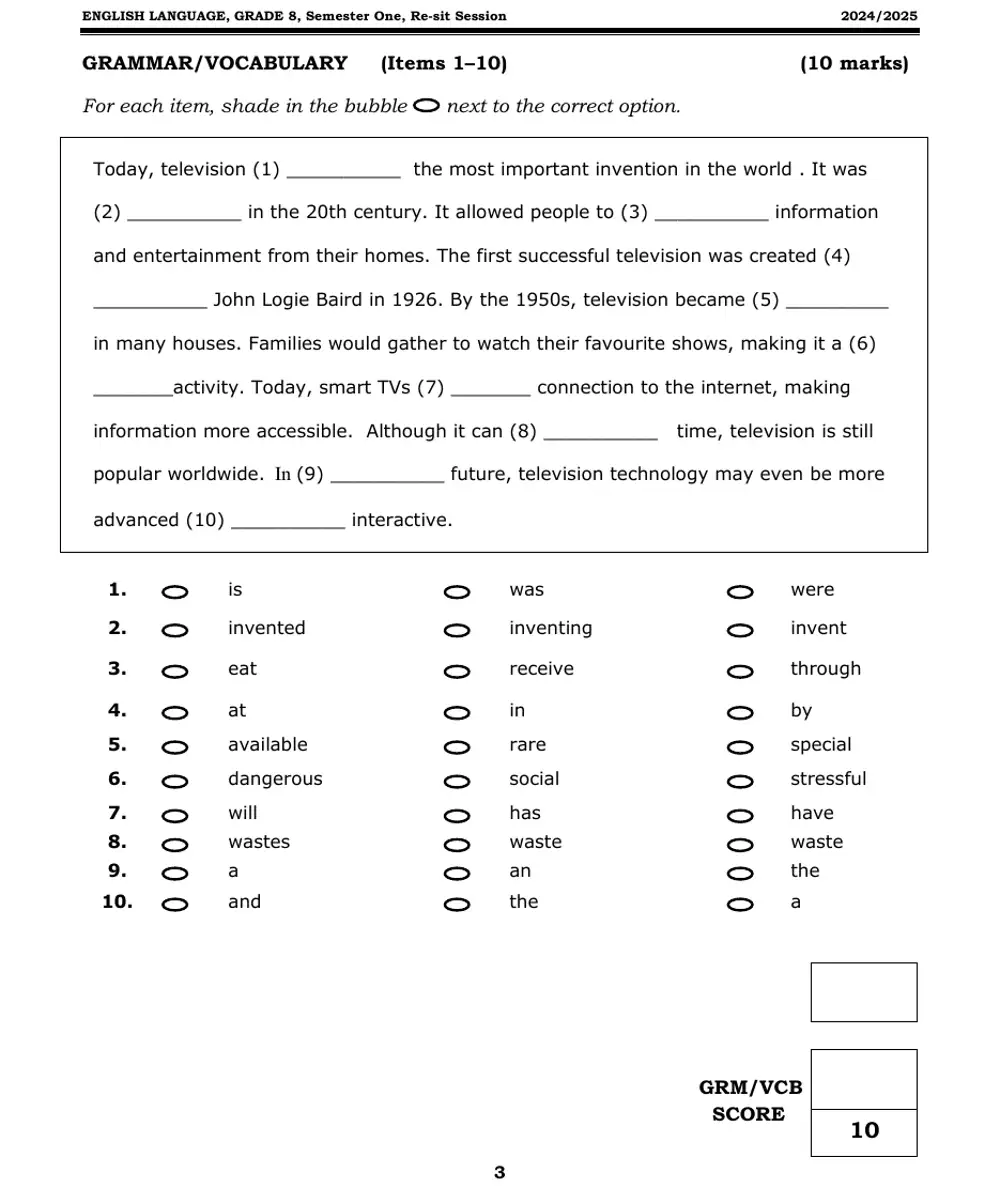 ENGLISH LANGUAGE, GRADE 8, Semester One, Re-sit Session 2024/2025
GRAMMAR/VOCABULARY (Items 1–10) (10 marks)
For each item, shade in the bubble next to the correct option.
Today, television (1) ___________ the most important invention in the world . It was
(2) ___________ in the 20th century. It allowed people to (3) ___________ information
and entertainment from their homes. The first successful television was created (4)
___________ John Logie Baird in 1926. By the 1950s, television became (5) __________
in many houses. Families would gather to watch their favourite shows, making it a (6)
________activity. Today, smart TVs (7) ________ connection to the internet, making
information more accessible. Although it can (8) ___________ time, television is still
popular worldwide. In (9) ___________ future, television technology may even be more
advanced (10) ___________ interactive.
1. is was were
2. invented inventing invent
3. eat receive through
4. at in by
5. available rare special
6. dangerous social stressful
7. will has have
8. wastes waste waste
9. a an the
10. and the a
GRM/VCB
SCORE
10
3